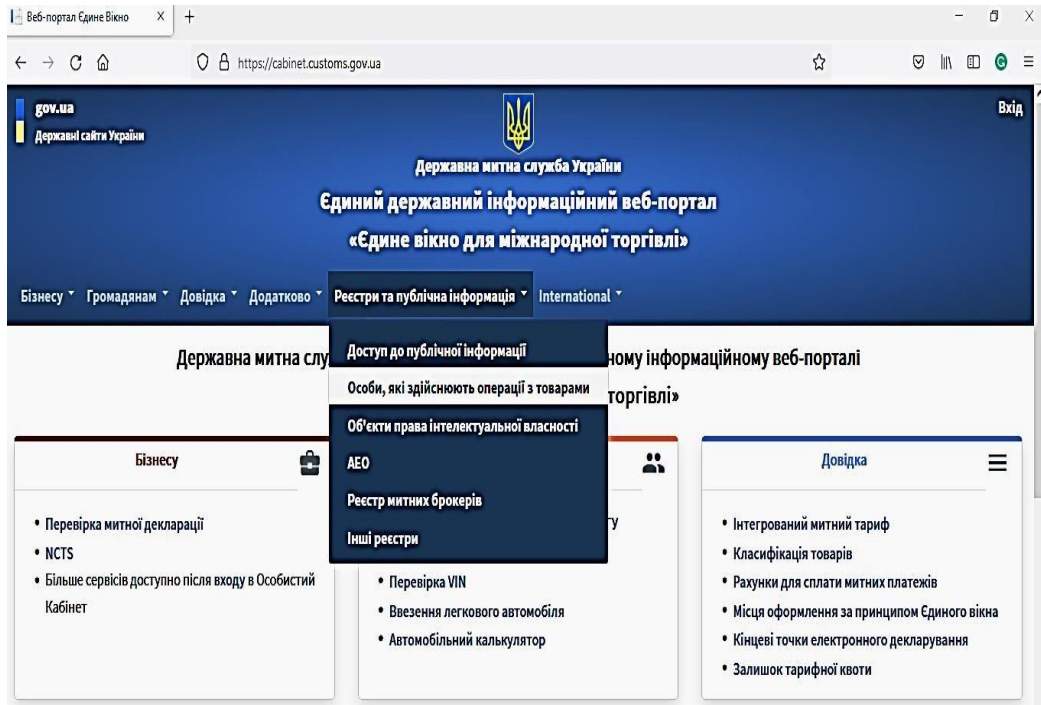 Веб-портал Єдине Вікно
https://cabinet.customs.gov.ua
gov.ua
Державні сайти України
Вхід
Державна митна служба України
Єдиний державний інформаційний веб-портал
«Єдине вікно для міжнародної торгівлі»
Бізнесу Громадянам Довідка Додатково Реєстри та публічна інформація International
Доступ до публічної інформації
Особи, які здійснюють операції з товарами
Об'єкти права інтелектуальної власності
АЕО
Реєстр митних брокерів
Інші реєстри
Державна митна інформаційному веб-порталі
торгівлі»
Бізнесу
• Перевірка митної декларації
• NCTS
• Більше сервісів доступно після входу в Особистий
Кабінет
• Перевірка VIN
• Ввезення легкового автомобіля
• Автомобільний калькулятор
Довідка
• Інтегрований митний тариф
• Класифікація товарів
• Рахунки для сплати митних платежів
• Місця оформлення за принципом Єдиного вікна
• Кінцеві точки електронного декларування
• Залишок тарифної квоти